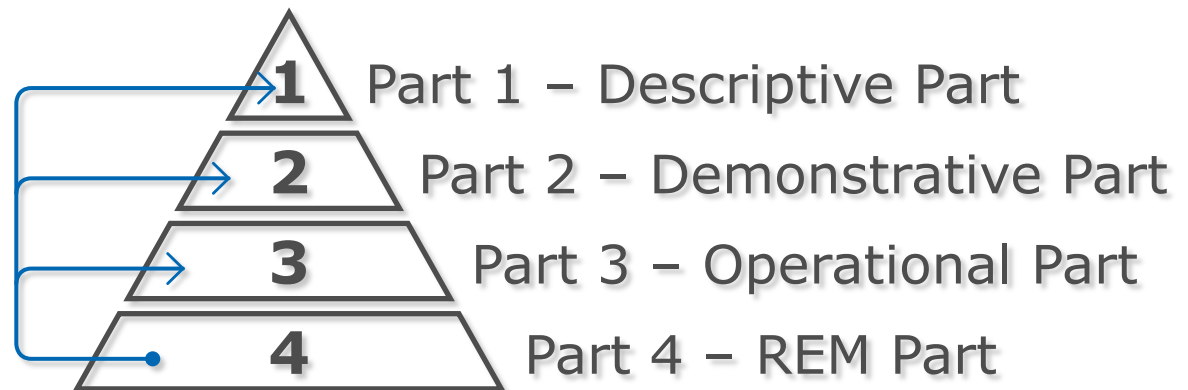 1 Part 1 – Descriptive Part
2 Part 2 – Demonstrative Part
3 Part 3 – Operational Part
4 Part 4 – REM Part